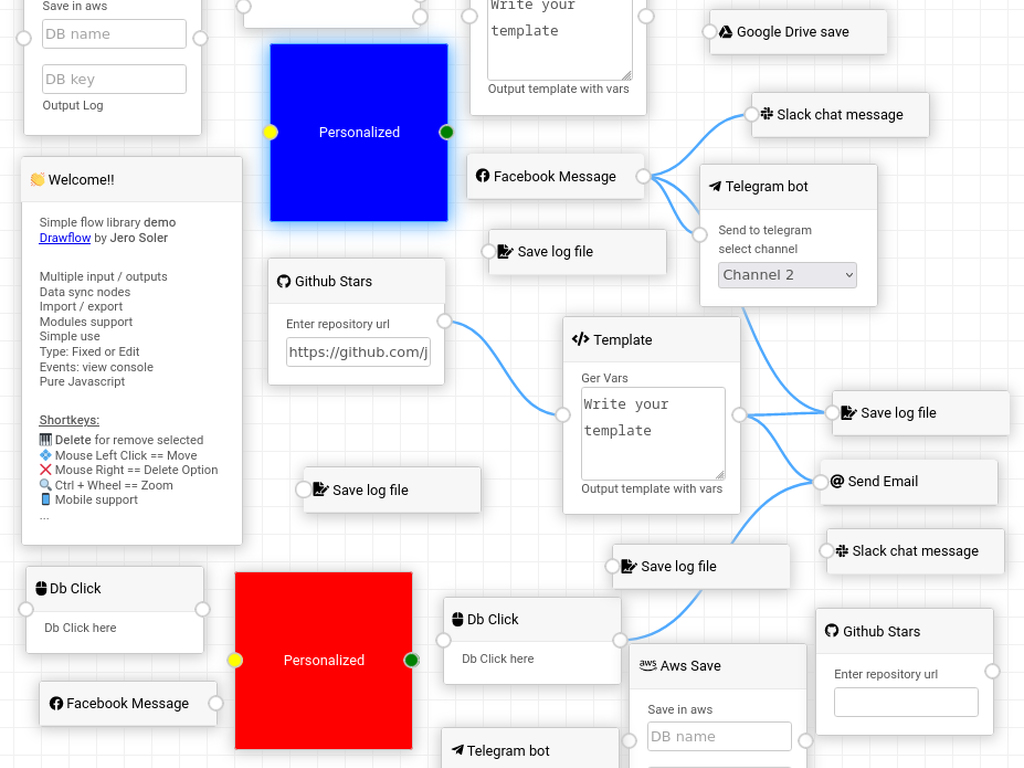 Save in aws
DB name
DB key
Output Log
Write your
template
Output template with vars
Google Drive save
Personalized
Slack chat message
Facebook Message
Telegram bot
Send to telegram
select channel
Channel 2
Welcome!!
Simple flow library demo
Drawflow by Jero Soler
Multiple input / outputs
Data sync nodes
Import / export
Modules support
Simple use
Type: Fixed or Edit
Events: view console
Pure Javascript
Shortkeys:
Delete for remove selected
Mouse Left Click == Move
Mouse Right == Delete Option
Ctrl + Wheel == Zoom
Mobile support
...
Save log file
Github Stars
Enter repository url
https://github.com/j
Template
Ger Vars
Write your
template
Output template with vars
Save log file
Send Email
Save log file
Slack chat message
Save log file
Db Click
Db Click here
Personalized
Db Click
Db Click here
Github Stars
Enter repository url
Facebook Message
aws Aws Save
Save in aws
DB name
Telegram bot